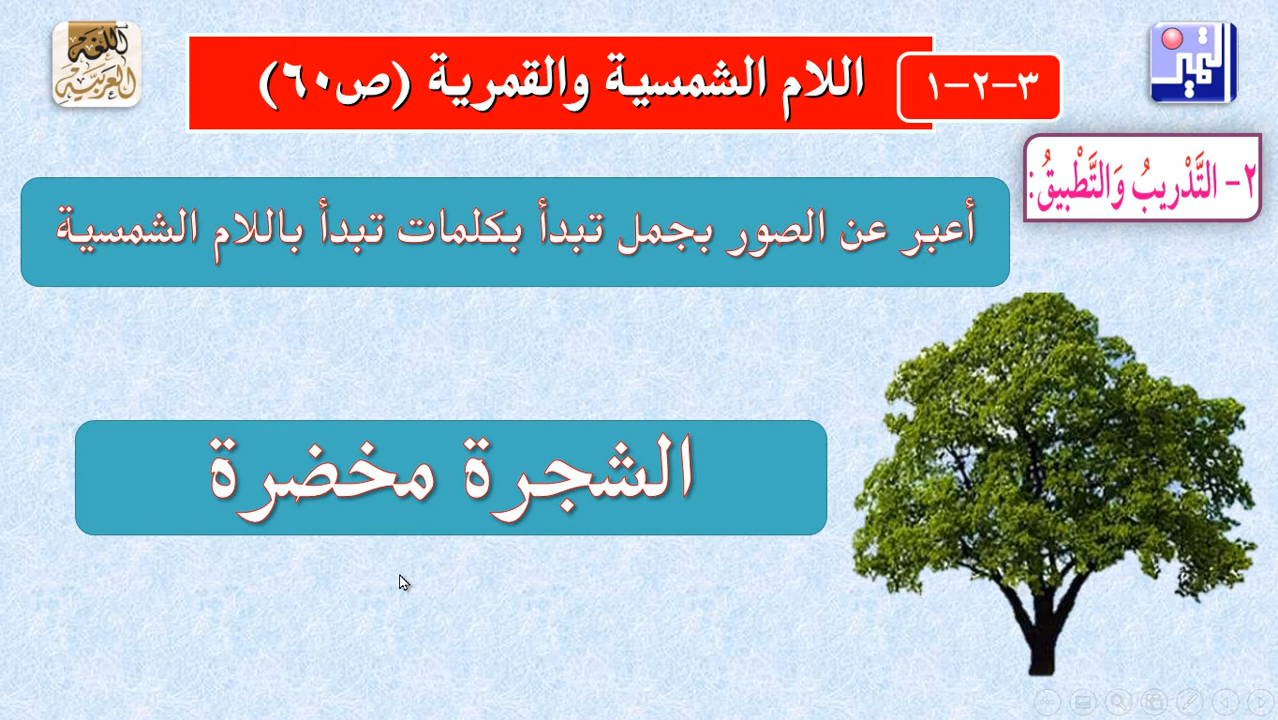 اللغة العربية
٣-٢-١ اللام الشمسية والقمرية (ص٦٠)
التميز
٢- التَّدْرِيبُ وَالتَّطْبِيقُ:
أعبر عن الصور بجمل تبدأ بكلمات تبدأ باللام الشمسية
الشجرة مخضرة